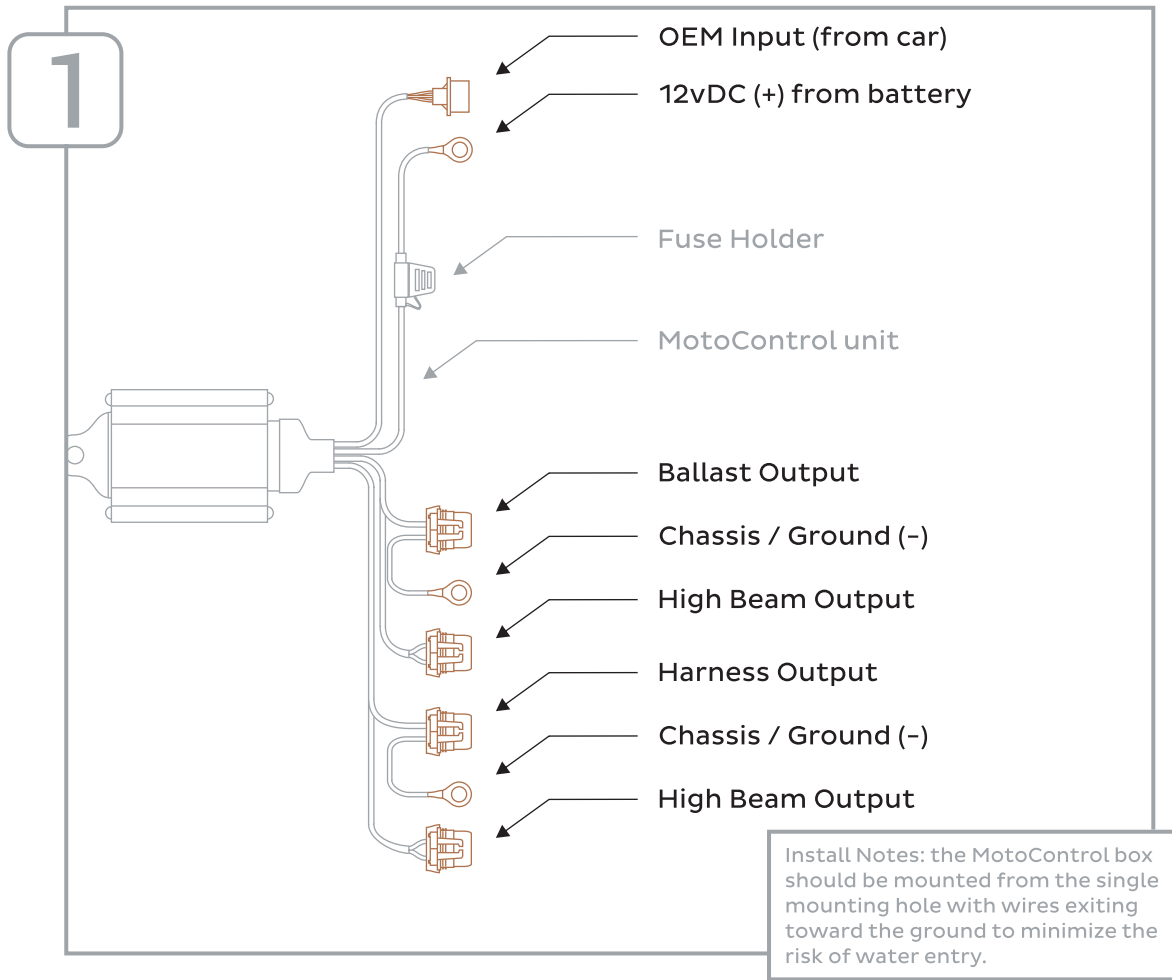 1
OEM Input (from car)
12vDC (+) from battery
Fuse Holder
MotoControl unit
Ballast Output
Chassis / Ground (-)
High Beam Output
Harness Output
Chassis / Ground (-)
High Beam Output
Install Notes: the MotoControl box
should be mounted from the single
mounting hole with wires exiting
toward the ground to minimize the
risk of water entry.